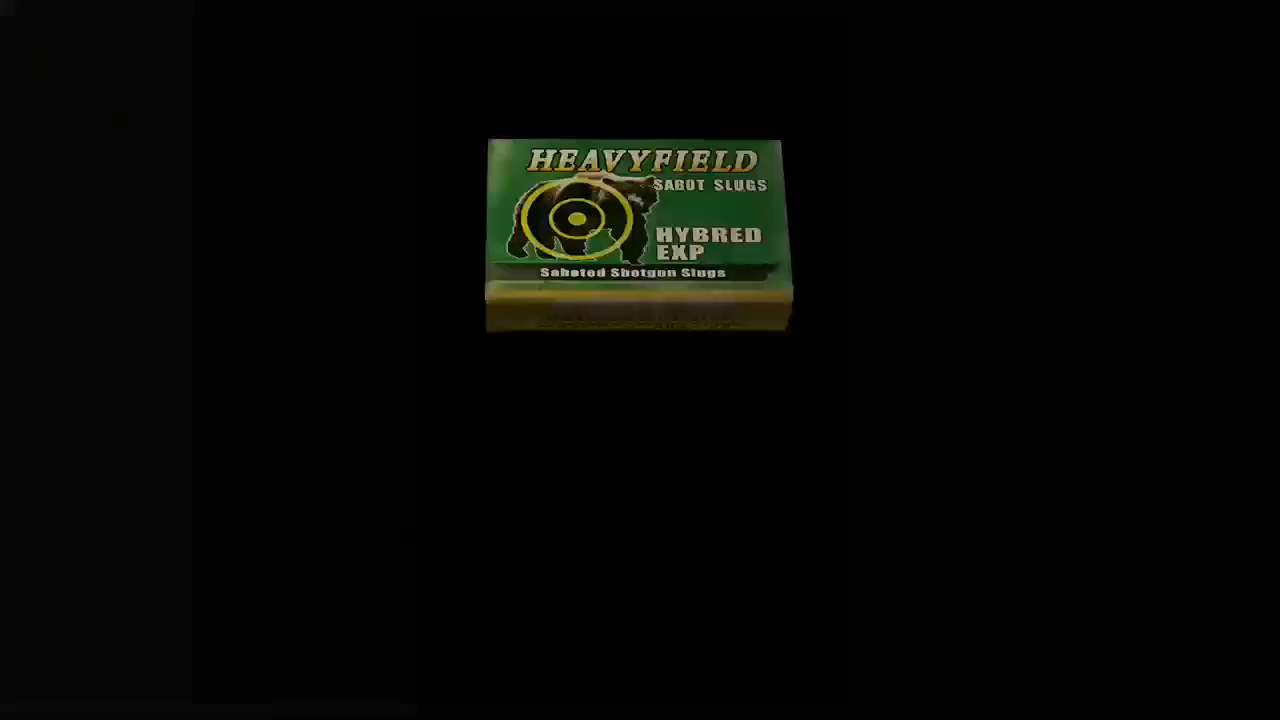 HEAVYFIELD
SABOT SLUGS
HYBRED
EXP
Saboted Shotgun Slugs